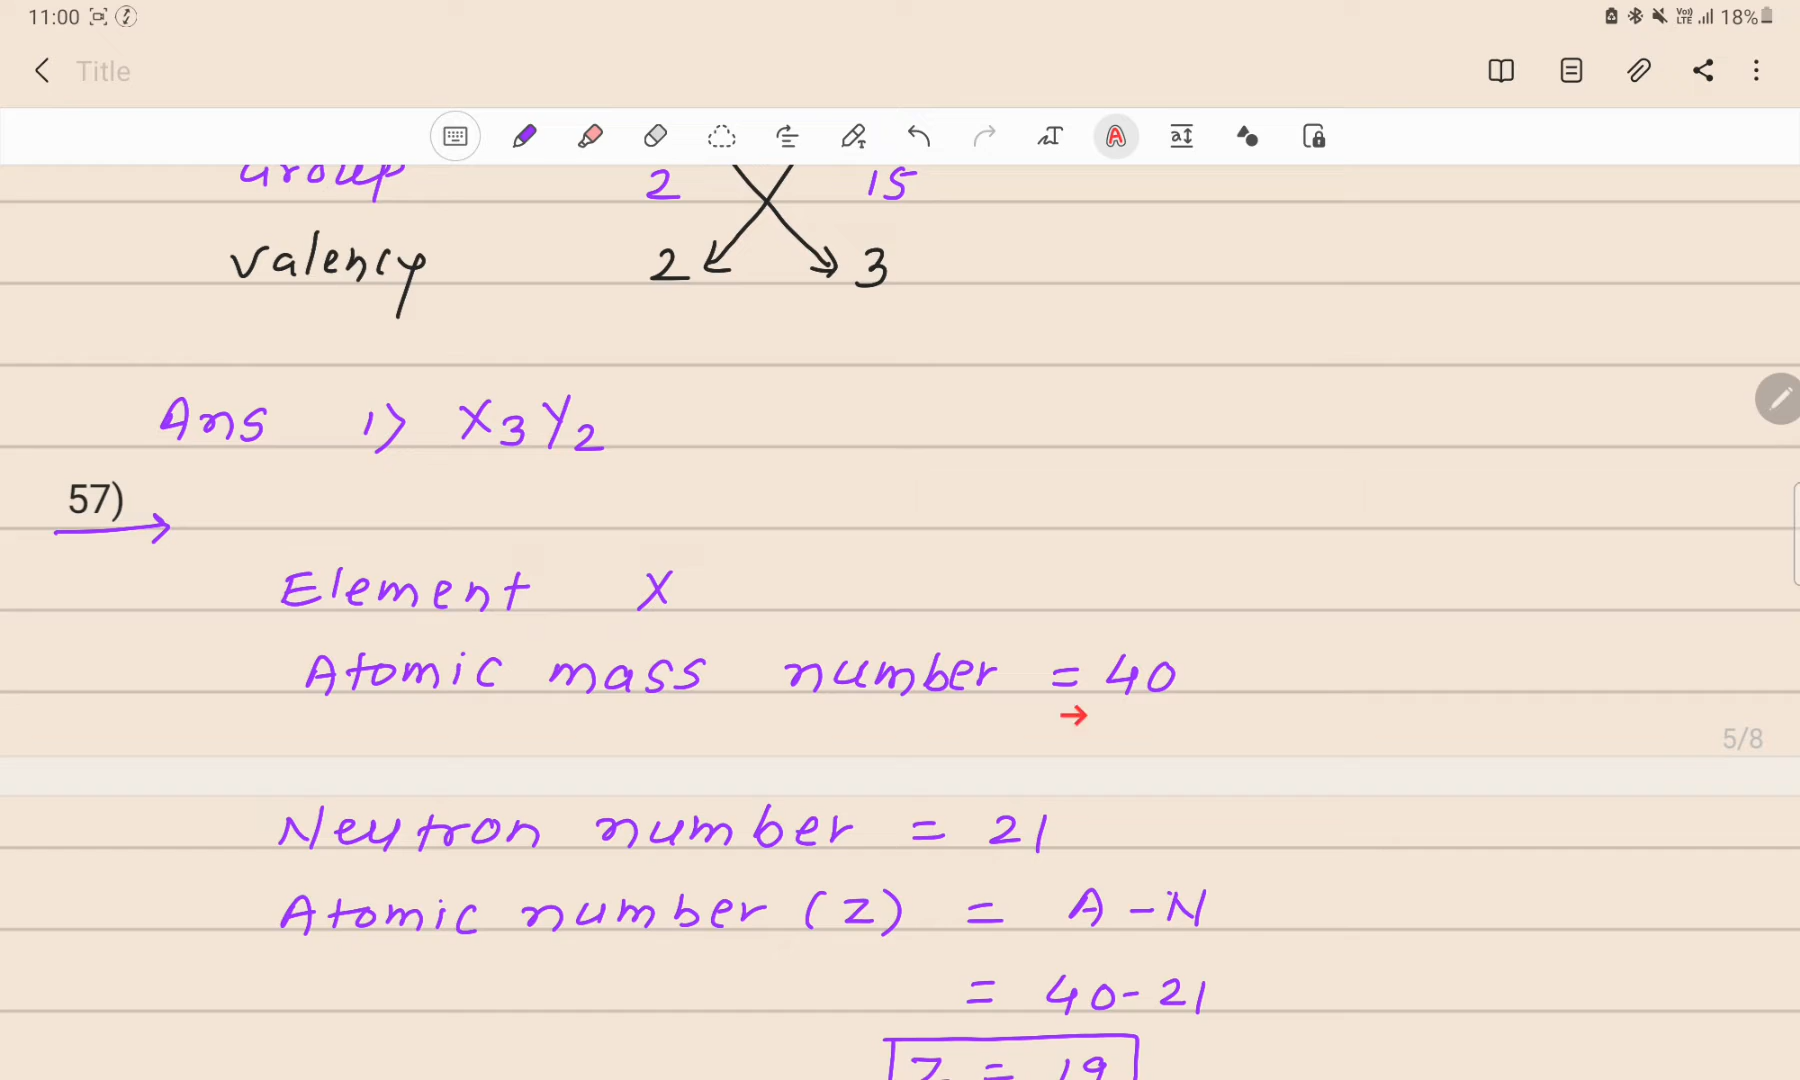 11:00 18%
Title
Group 2 15
valency 2 3
Ans 1) X3Y2
57)
Element X
Atomic mass number = 40
5/8
Neutron number = 21
Atomic number (Z) = A - N
= 40 - 21
Z = 19